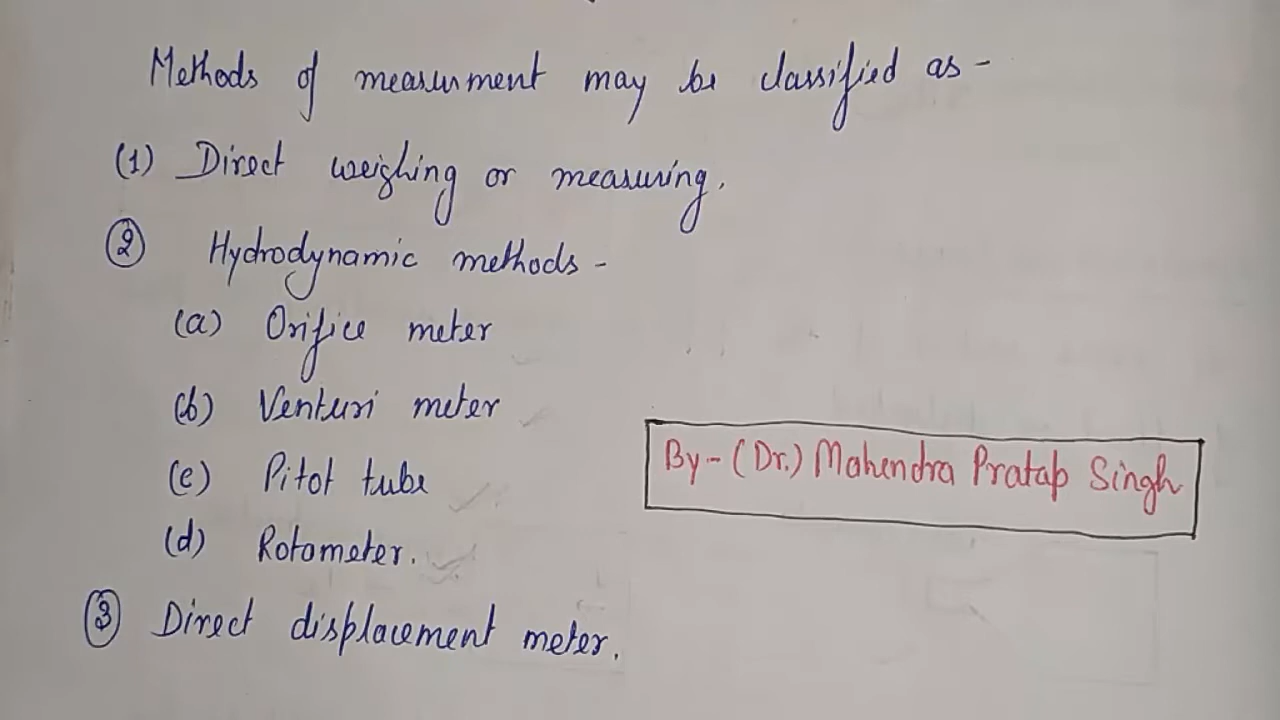 Methods of measurment may be classified as -
(1) Direct weighing or measuring.
(2) Hydrodynamic methods -
(a) Orifice meter
(b) Venturi meter
(c) Pitot tube
(d) Rotometer.
By - (Dr.) Mahendra Pratap Singh
(3) Direct displacement meter.